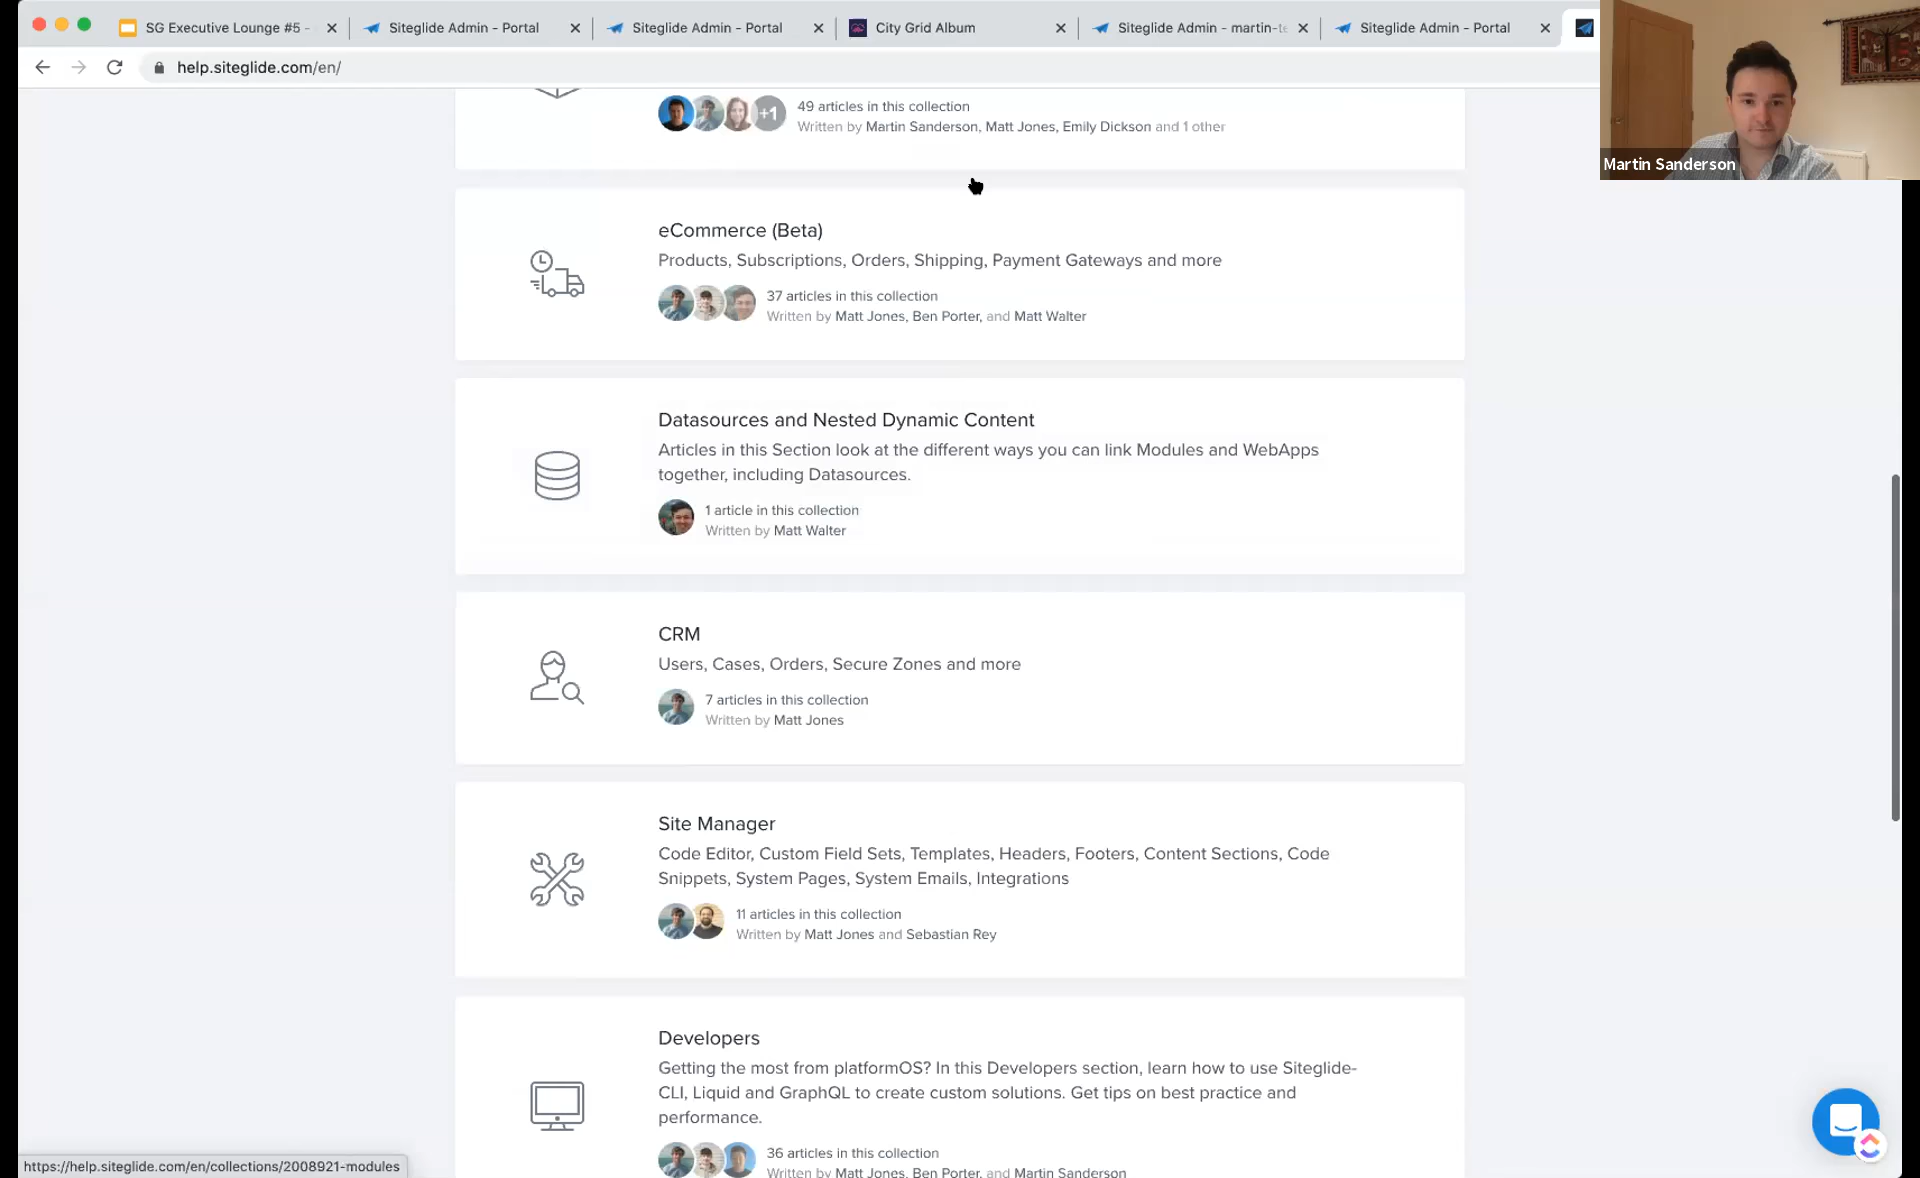 SG Executive Lounge #5 -
Siteglide Admin - Portal
Siteglide Admin - Portal
City Grid Album
Siteglide Admin - martin-te
Siteglide Admin - Portal
help.siteglide.com/en/
Martin Sanderson
+1
49 articles in this collection
Written by Martin Sanderson, Matt Jones, Emily Dickson and 1 other
eCommerce (Beta)
Products, Subscriptions, Orders, Shipping, Payment Gateways and more
37 articles in this collection
Written by Matt Jones, Ben Porter, and Matt Walter
Datasources and Nested Dynamic Content
Articles in this Section look at the different ways you can link Modules and WebApps
together, including Datasources.
1 article in this collection
Written by Matt Walter
CRM
Users, Cases, Orders, Secure Zones and more
7 articles in this collection
Written by Matt Jones
Site Manager
Code Editor, Custom Field Sets, Templates, Headers, Footers, Content Sections, Code
Snippets, System Pages, System Emails, Integrations
11 articles in this collection
Written by Matt Jones and Sebastian Rey
Developers
Getting the most from platformOS? In this Developers section, learn how to use Siteglide-
CLI, Liquid and GraphQL to create custom solutions. Get tips on best practice and
performance.
36 articles in this collection
Written by Matt Jones, Ben Porter, and Martin Sanderson
https://help.siteglide.com/en/collections/2008921-modules